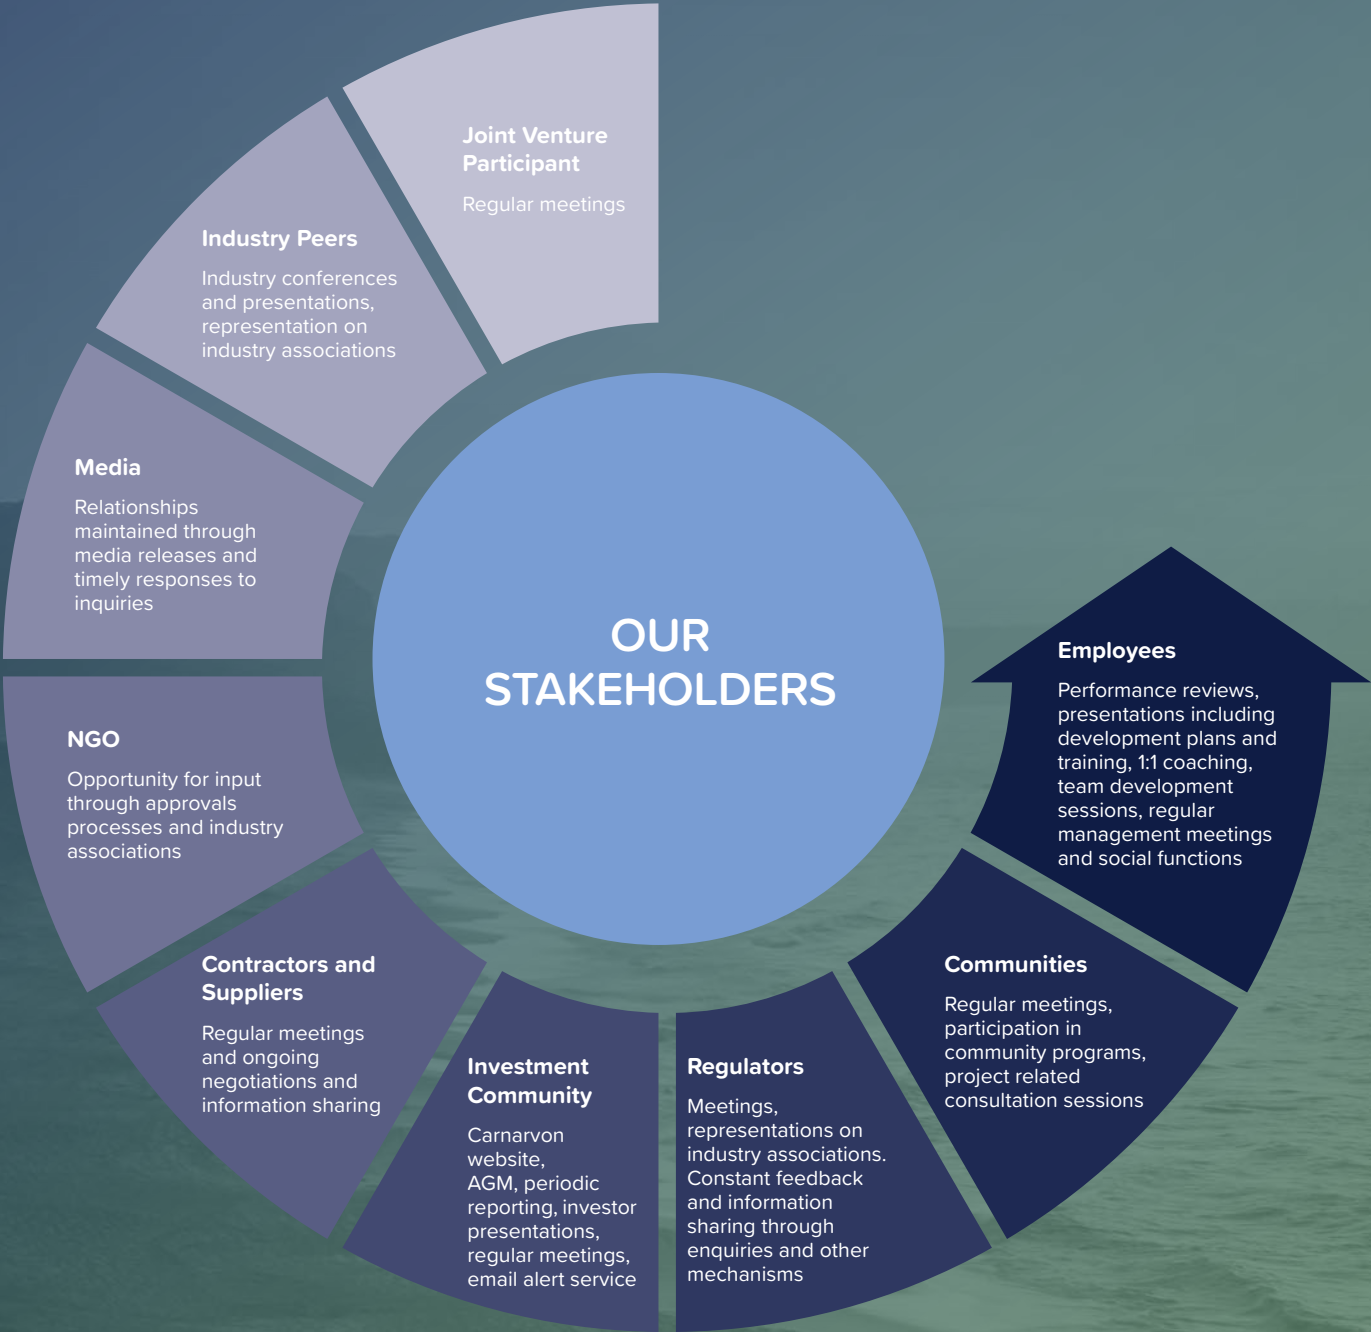 Joint Venture
Participant
Regular meetings
Industry Peers
Industry conferences
and presentations,
representation on
industry associations
Media
Relationships
maintained through
media releases and
timely responses to
inquiries
NGO
Opportunity for input
through approvals
processes and industry
associations
Contractors and
Suppliers
Regular meetings
and ongoing
negotiations and
information sharing
Investment
Community
Carnarvon
website,
AGM, periodic
reporting, investor
presentations,
regular meetings,
email alert service
Regulators
Meetings,
representations on
industry associations.
Constant feedback
and information
sharing through
enquiries and other
mechanisms
Communities
Regular meetings,
participation in
community programs,
project related
consultation sessions
Employees
Performance reviews,
presentations including
development plans and
training, 1:1 coaching,
team development
sessions, regular
management meetings
and social functions
OUR
STAKEHOLDERS